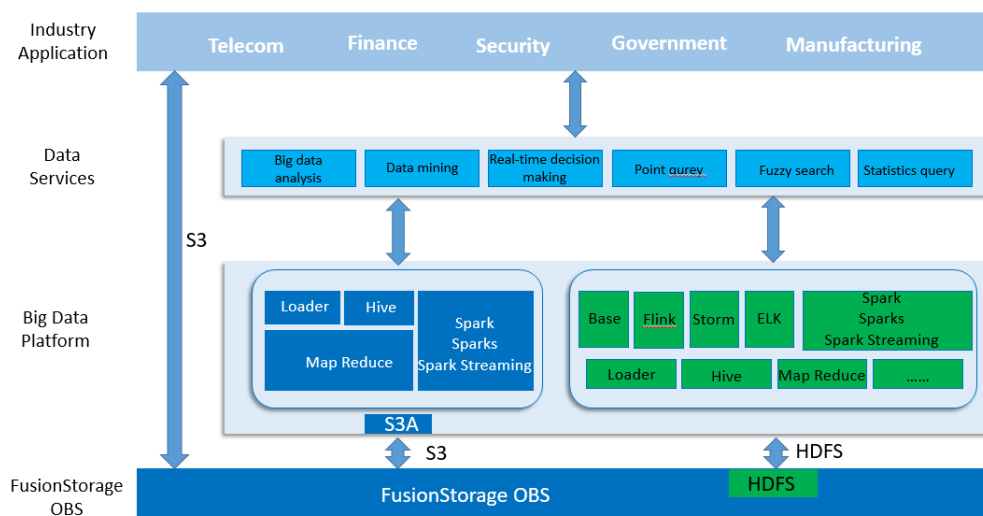 Industry
Application
Telecom
Finance
Security
Government
Manufacturing
Data
Services
Big data
analysis
Data mining
Real-time decision
making
Point qurey
Fuzzy search
Statistics query
S3
Big Data
Platform
Loader
Hive
Map Reduce
Spark
Sparks
Spark Streaming
Base
Flink
Storm
ELK
Spark
Sparks
Spark Streaming
Loader
Hive
Map Reduce
......
S3A
S3
HDFS
FusionStorage
OBS
FusionStorage OBS
HDFS